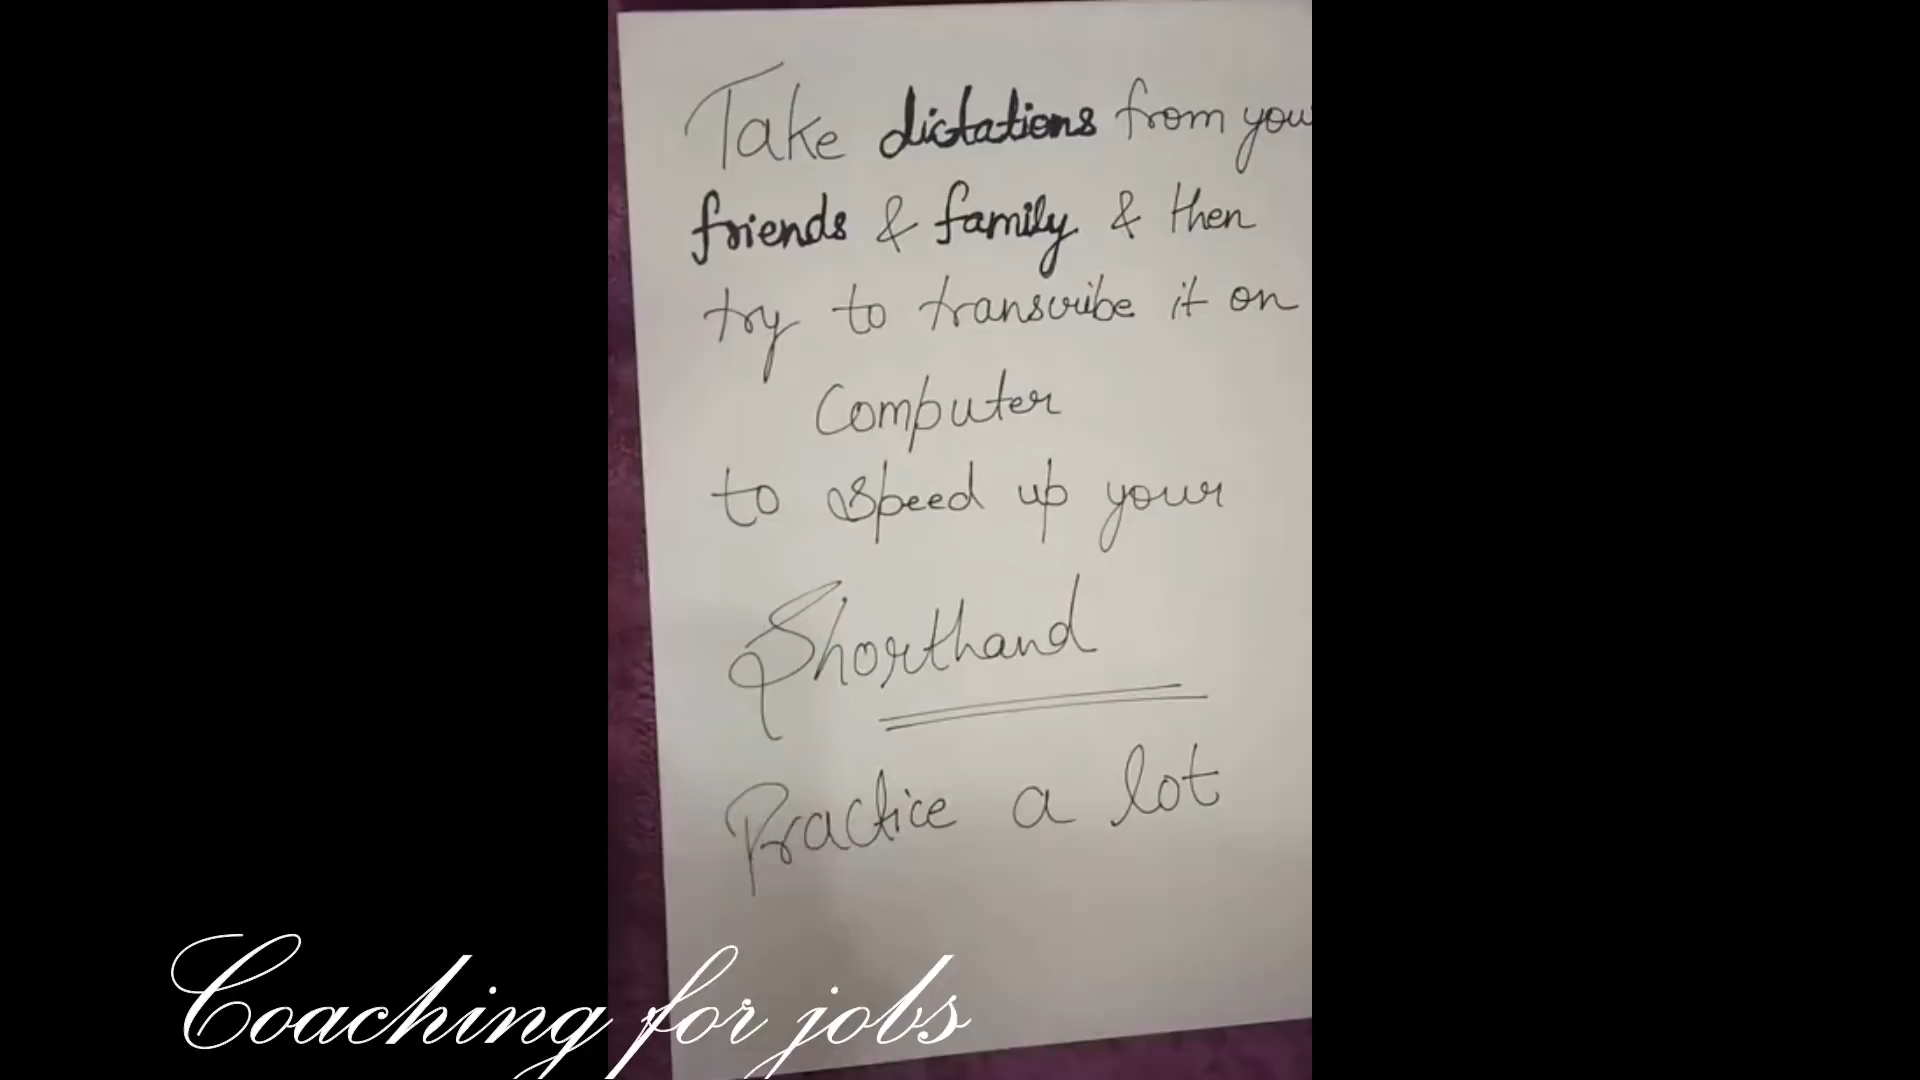 Take dictations from you
friends & family & then
try to transcribe it on
Computer
to speed up your
Shorthand
Practice a lot
Coaching for jobs